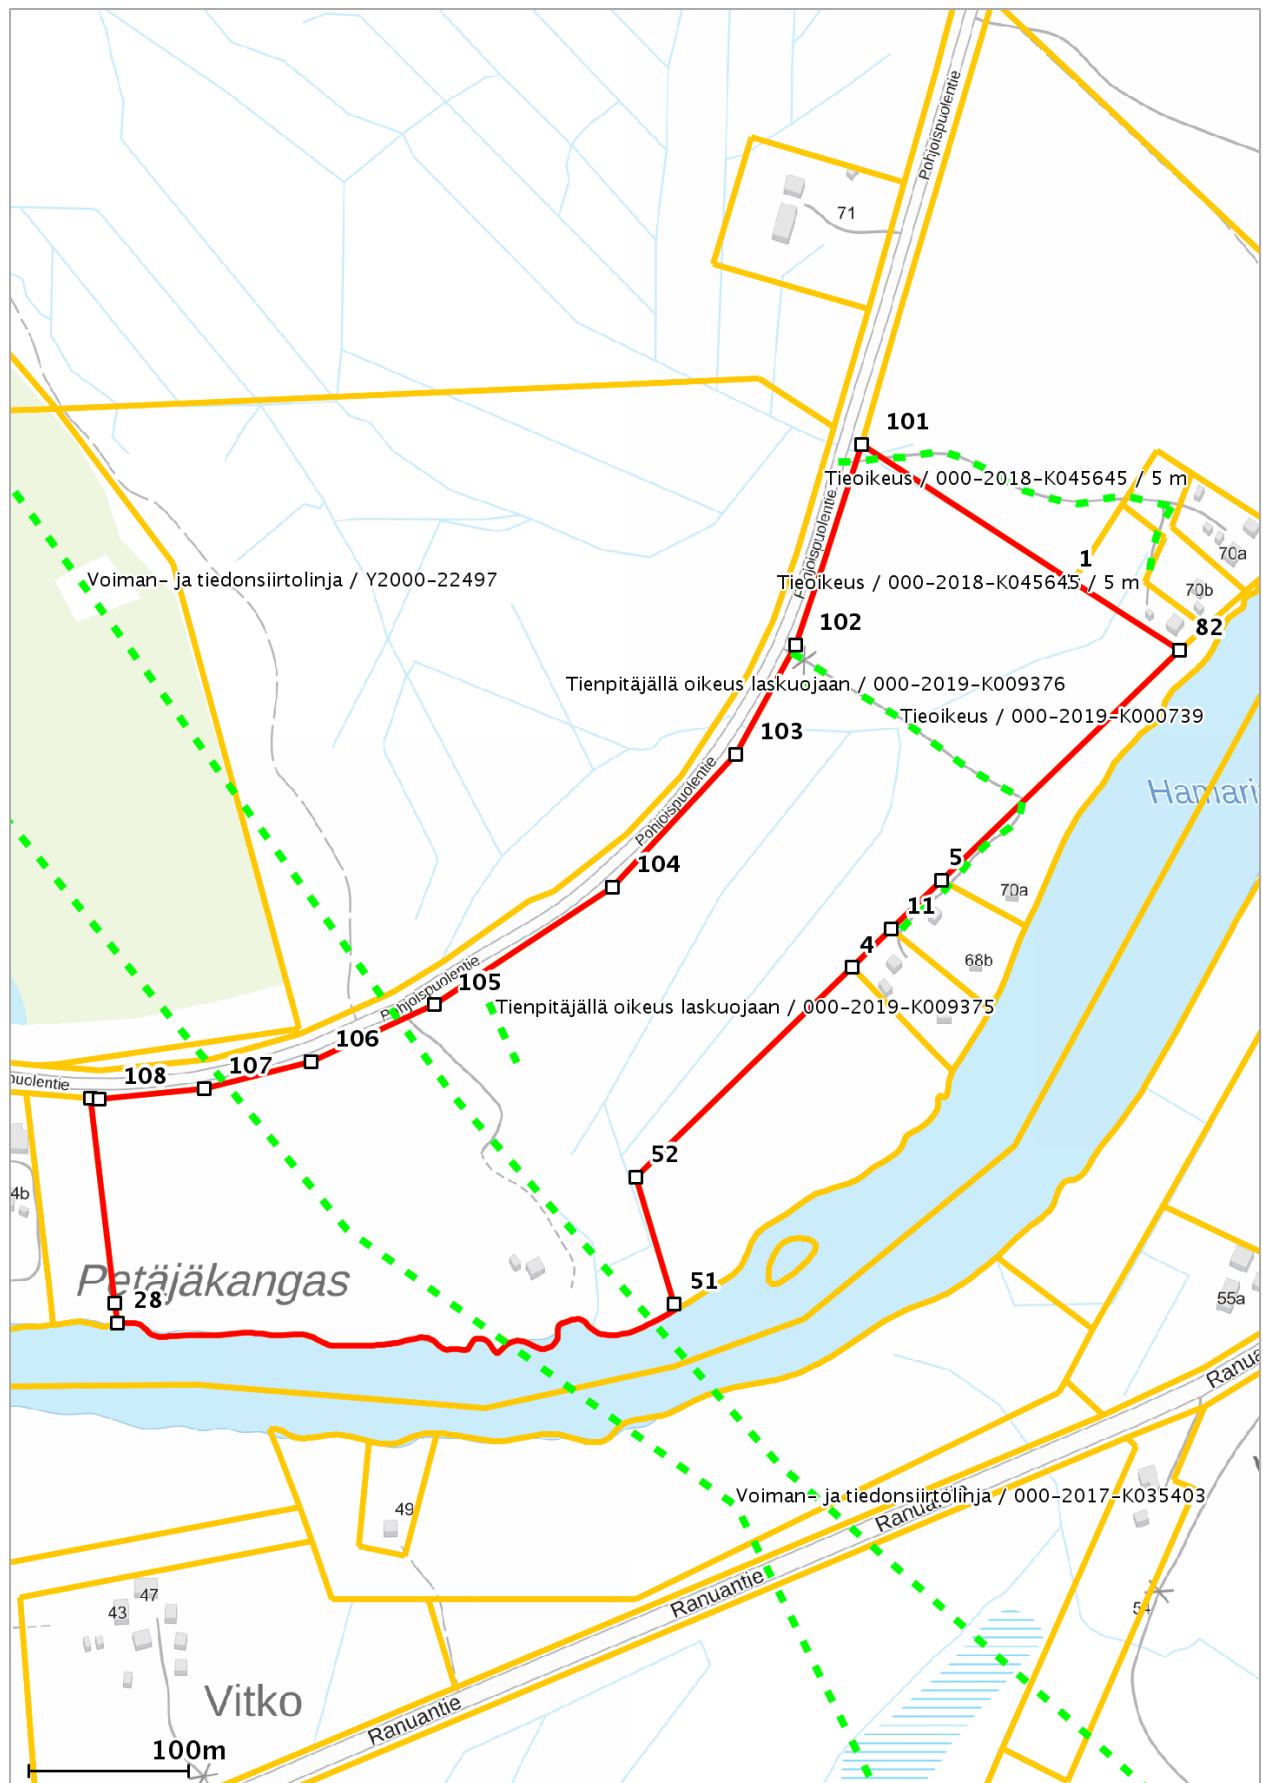 Pohjoispuolentie
71
101
Tieoikeus / 000-2018-K045645 / 5 m
Pohjoispuolentie
70a
1
Voiman- ja tiedonsiirtolinja / Y2000-22497
Tieoikeus / 000-2018-K045645 / 5 m
70b
102
82
Tienpitäjällä oikeus laskuojaan / 000-2019-K009376
Tieoikeus / 000-2019-K000739
103
Pohjoispuolentie
Hamari
104
5
70a
11
4
68b
Pohjoispuolentie
105
Tienpitäjällä oikeus laskuojaan / 000-2019-K009375
106
107
108
puolentie
52
4b
Petäjäkangas
51
28
55a
Ranua
Voiman- ja tiedonsiirtolinja / 000-2017-K035403
49
Ranuantie
47
43
54
Vitko
Ranuantie
100m